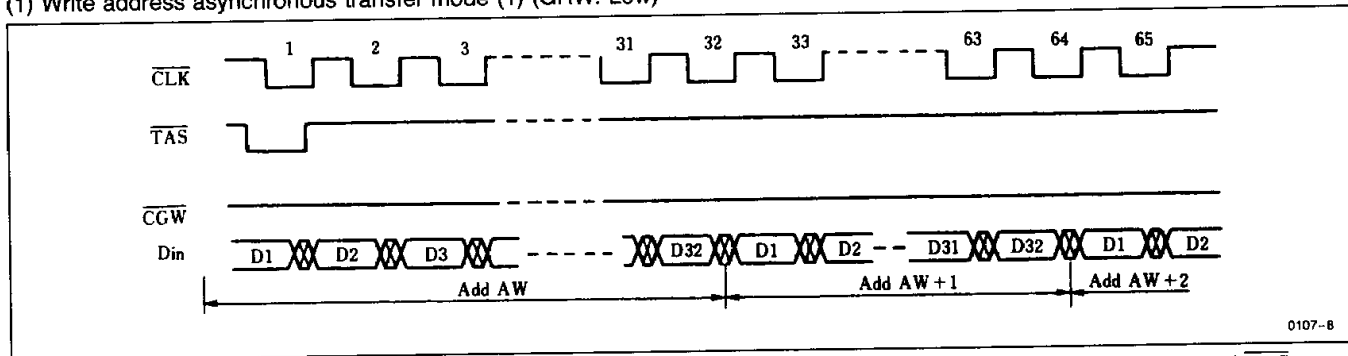 (1) Write address asynchronous transfer mode (1)
1 2 3 31 32 33 63 64 65
CLK
TAS
CGW
Din D1 D2 D3 D32 D1 D2 D31 D32 D1 D2
Add AW Add AW+1 Add AW+2
0107-8